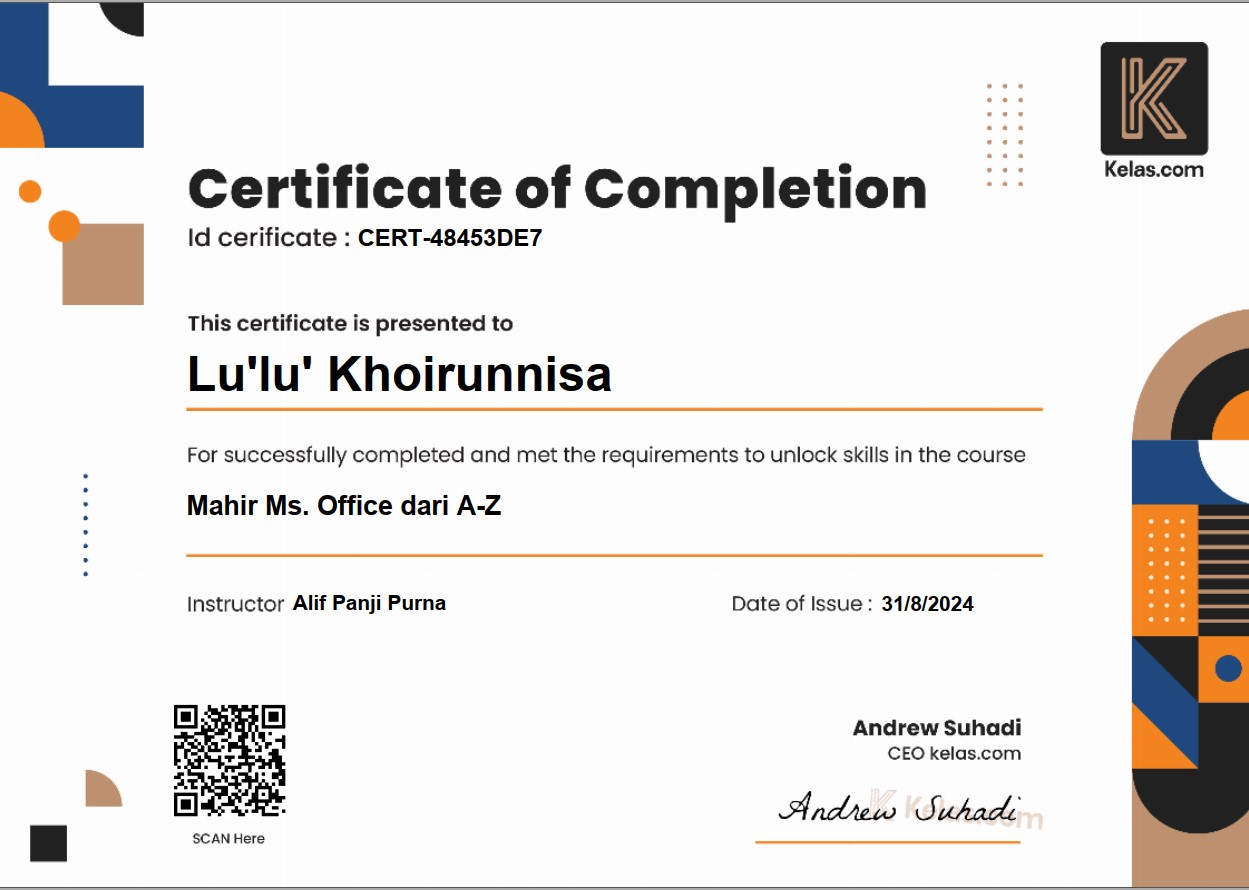 K
Kelas.com
Certificate of Completion
Id cerificate : CERT-48453DE7
This certificate is presented to
Lu'lu' Khoirunnisa
For successfully completed and met the requirements to unlock skills in the course
Mahir Ms. Office dari A-Z
Instructor Alif Panji Purna
Date of Issue : 31/8/2024
Andrew Suhadi
CEO kelas.com
Andrew Suhadi
K Kelas.com
SCAN Here